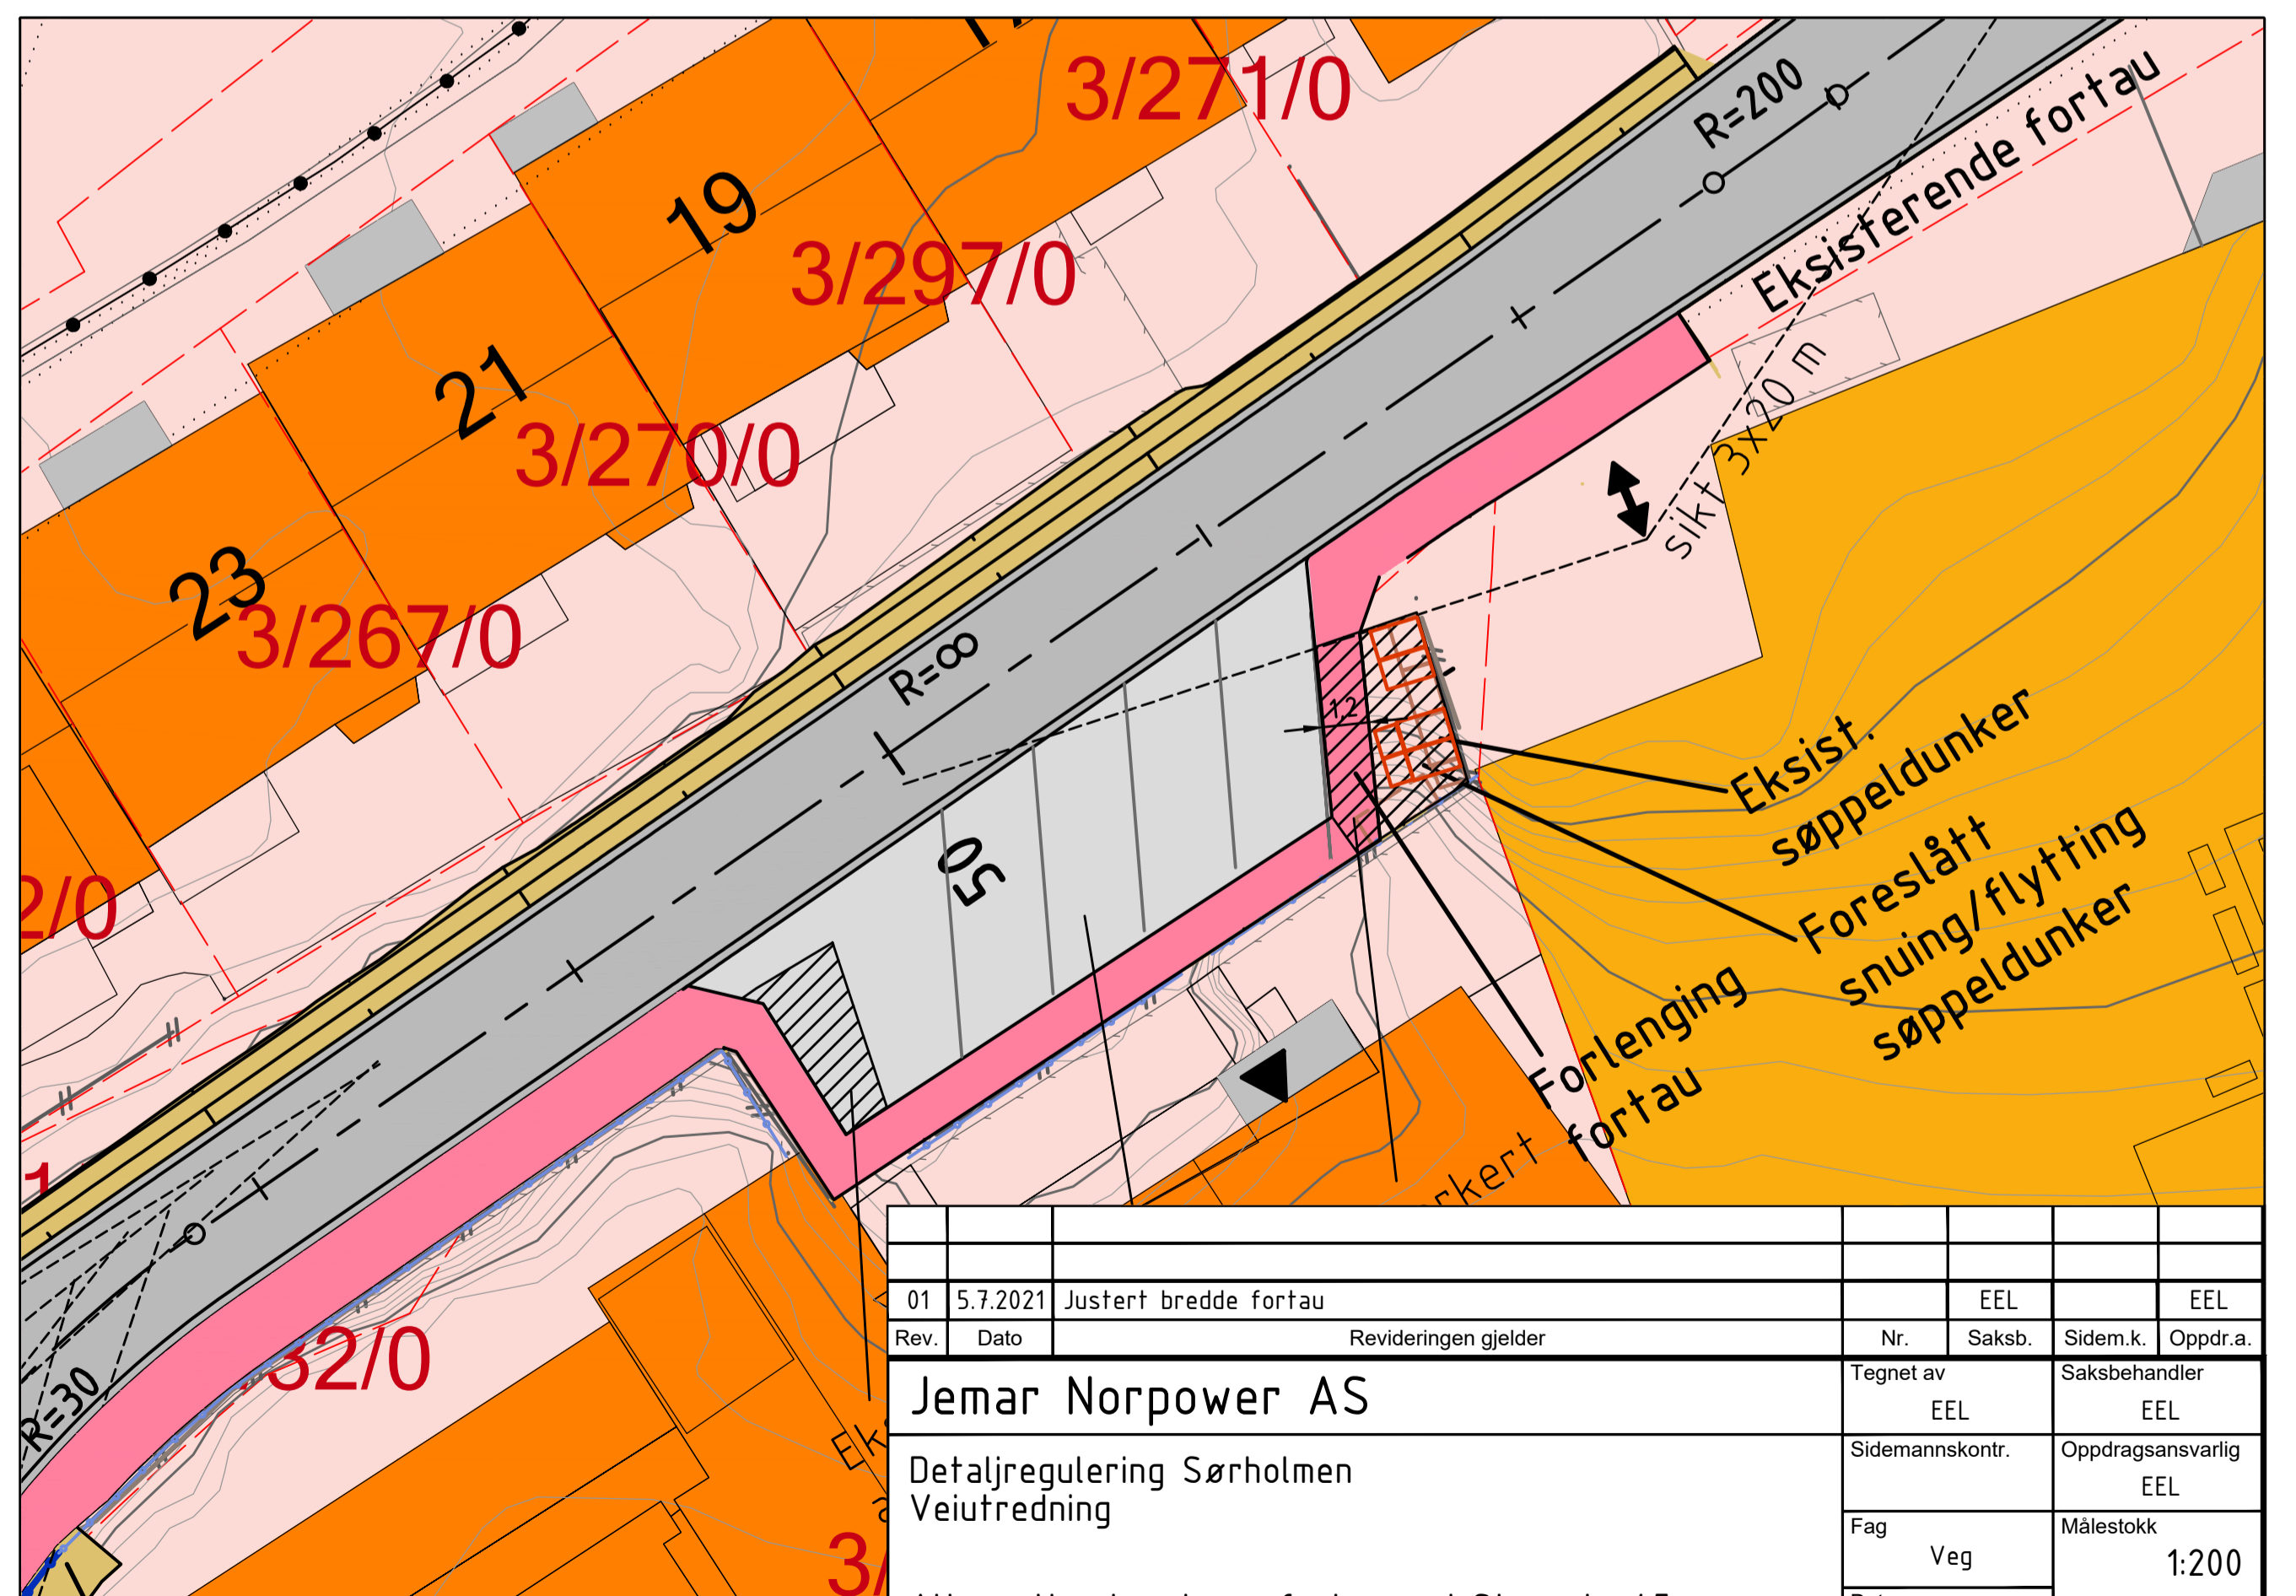 3/271/0
R=200
Eksisterende fortau
19
3/297/0
21
3/270/0
sikt 3x20 m
23
3/267/0
R=∞
1,2
Eksist.
søppeldunker
05
Foreslått
snuing/flytting
søppeldunker
2/0
Forlenging
fortau
1
32/0
R=30
3/
01 5.7.2021 Justert bredde fortau EEL EEL
Rev. Dato Revideringen gjelder Nr. Saksb. Sidem.k. Oppdr.a.
Jemar Norpower AS
Tegnet av Saksbehandler
EEL EEL
Detaljregulering Sørholmen
Veiutredning
Sidemannskontr. Oppdragsansvarlig
EEL
Fag Målestokk
Veg 1:200